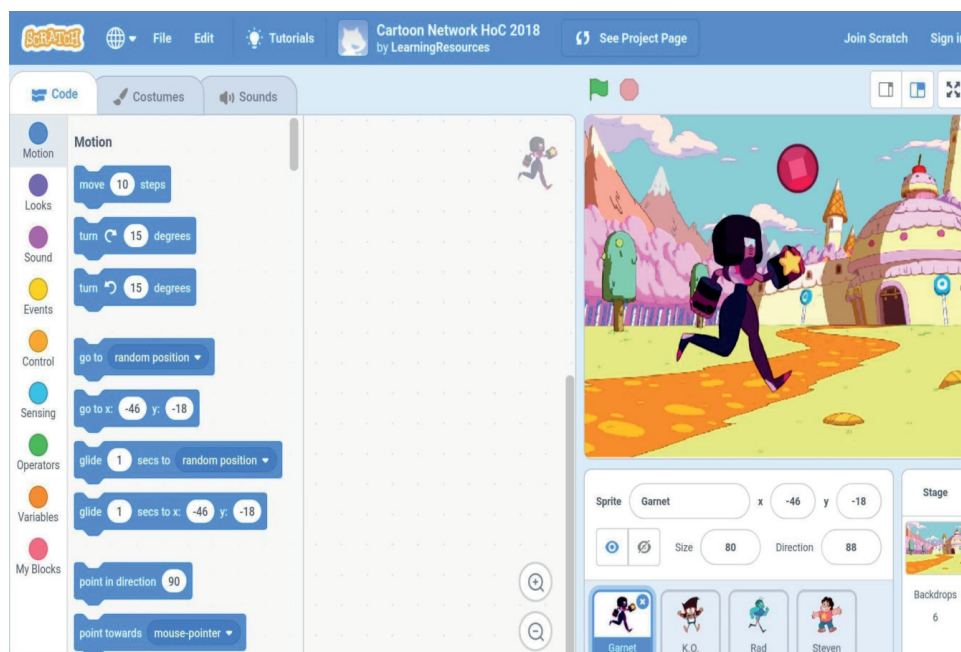 SCRATCH File Edit Tutorials Cartoon Network HoC 2018 See Project Page Join Scratch Sign in
by LearningResources
Code Costumes Sounds
Motion
Looks
Sound
Events
Control
Sensing
Operators
Variables
My Blocks
Motion
move 10 steps
turn 15 degrees
turn 15 degrees
go to random position
go to x: -46 y: -18
glide 1 secs to random position
glide 1 secs to x: -46 y: -18
point in direction 90
point towards mouse-pointer
Sprite Garnet x -46 y -18
Size 80 Direction 88
Garnet K.O. Rad Steven
Stage
Backdrops
6